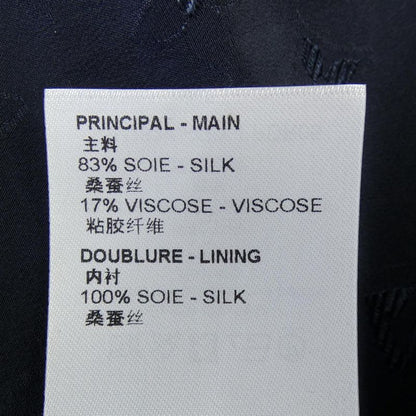 PRINCIPAL - MAIN
主料
83% SOIE - SILK
桑蚕丝
17% VISCOSE - VISCOSE
粘胶纤维
DOUBLURE - LINING
内衬
100% SOIE - SILK
桑蚕丝